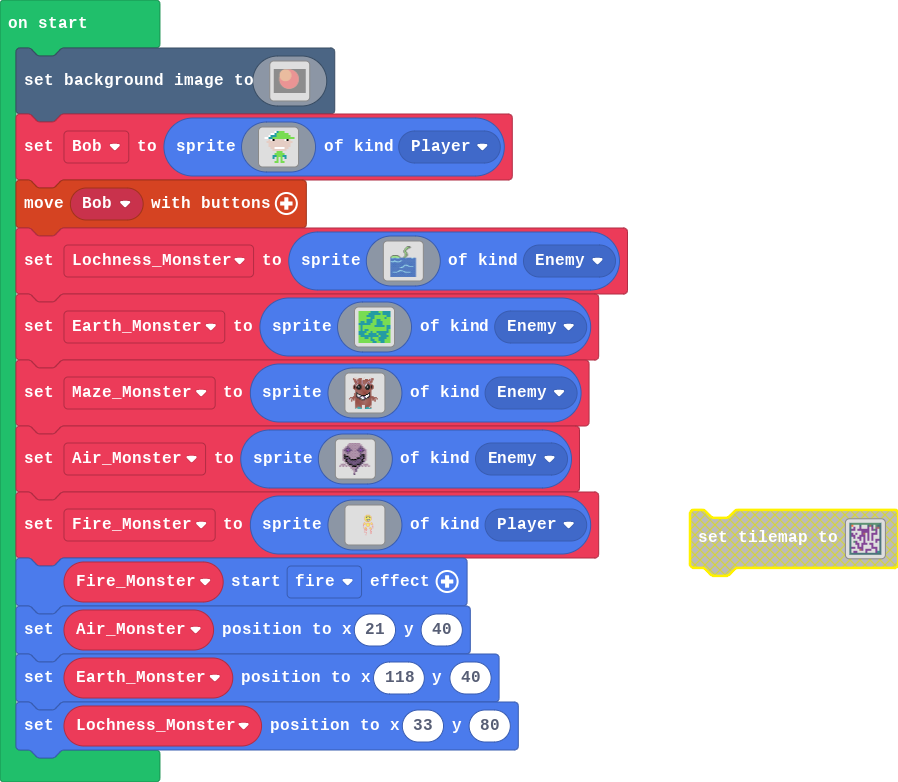 on start
set background image to
set Bob to sprite of kind Player
move Bob with buttons
set Lochness_Monster to sprite of kind Enemy
set Earth_Monster to sprite of kind Enemy
set Maze_Monster to sprite of kind Enemy
set Air_Monster to sprite of kind Enemy
set Fire_Monster to sprite of kind Player
set tilemap to
Fire_Monster start fire effect
set Air_Monster position to x 21 y 40
set Earth_Monster position to x 118 y 40
set Lochness_Monster position to x 33 y 80